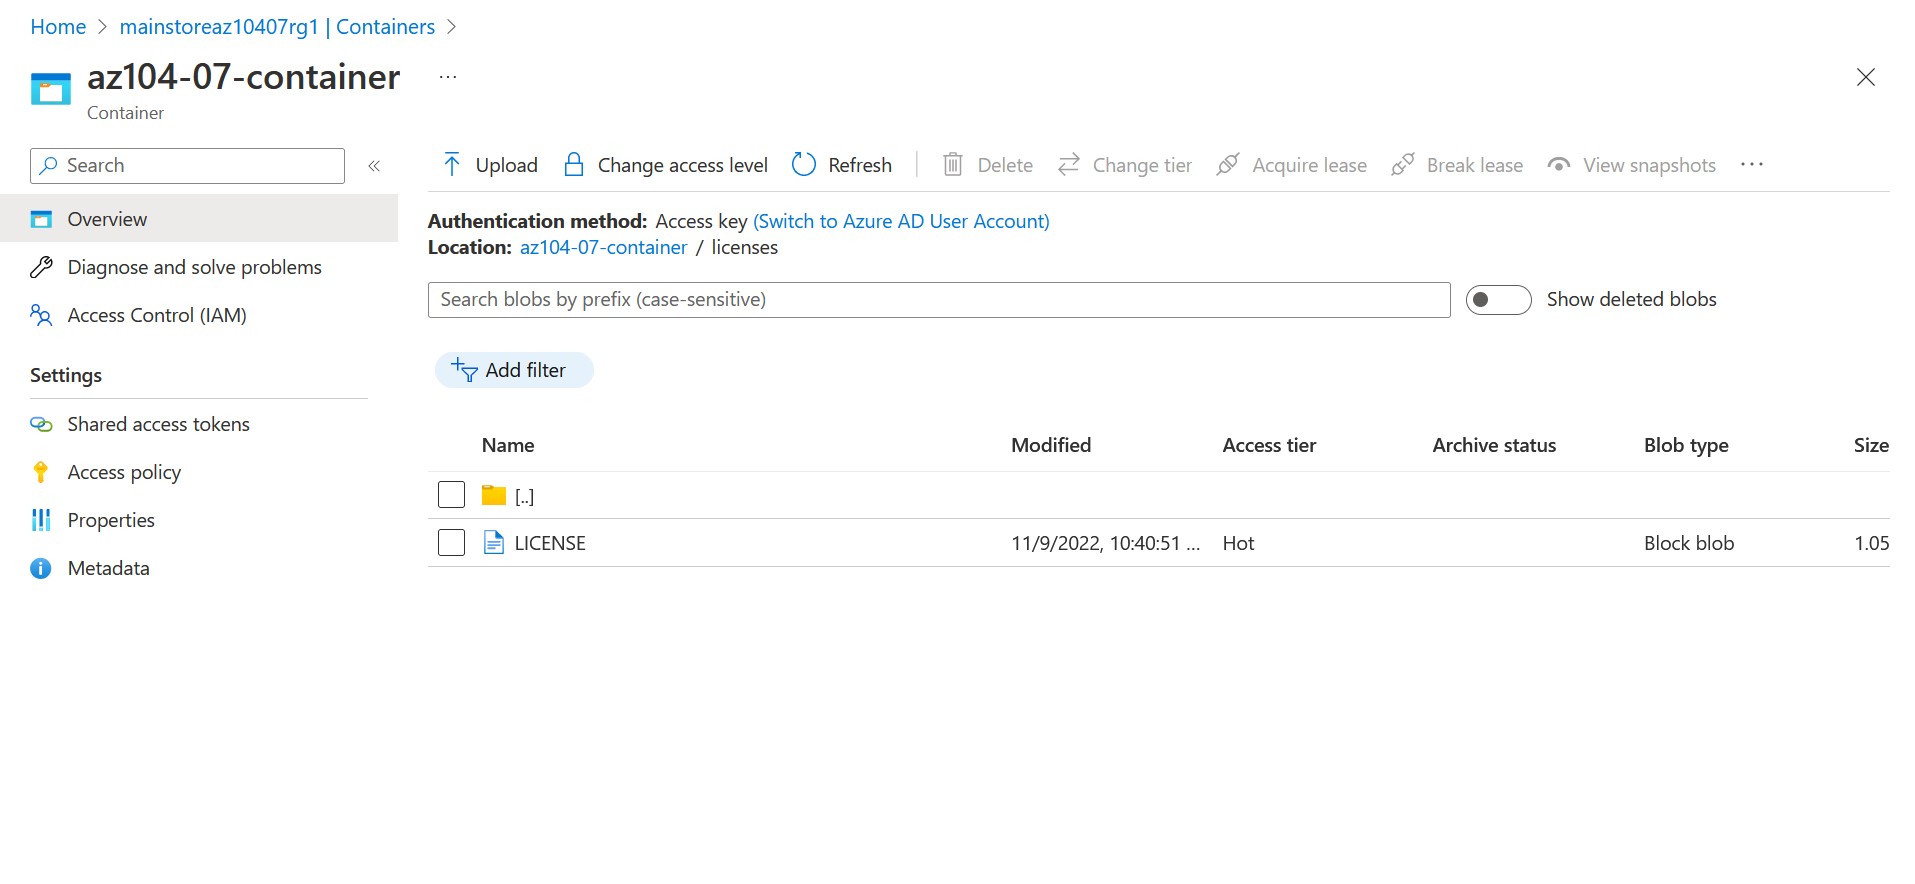 Home > mainstoreaz10407rg1 | Containers >
az104-07-container ...
Container
Search «
Overview
Diagnose and solve problems
Access Control (IAM)
Settings
Shared access tokens
Access policy
Properties
Metadata
Upload Change access level Refresh Delete Change tier Acquire lease Break lease View snapshots ...
Authentication method: Access key (Switch to Azure AD User Account)
Location: az104-07-container / licenses
Search blobs by prefix (case-sensitive) Show deleted blobs
Add filter
Name Modified Access tier Archive status Blob type Size
[..]
LICENSE 11/9/2022, 10:40:51 ... Hot Block blob 1.05